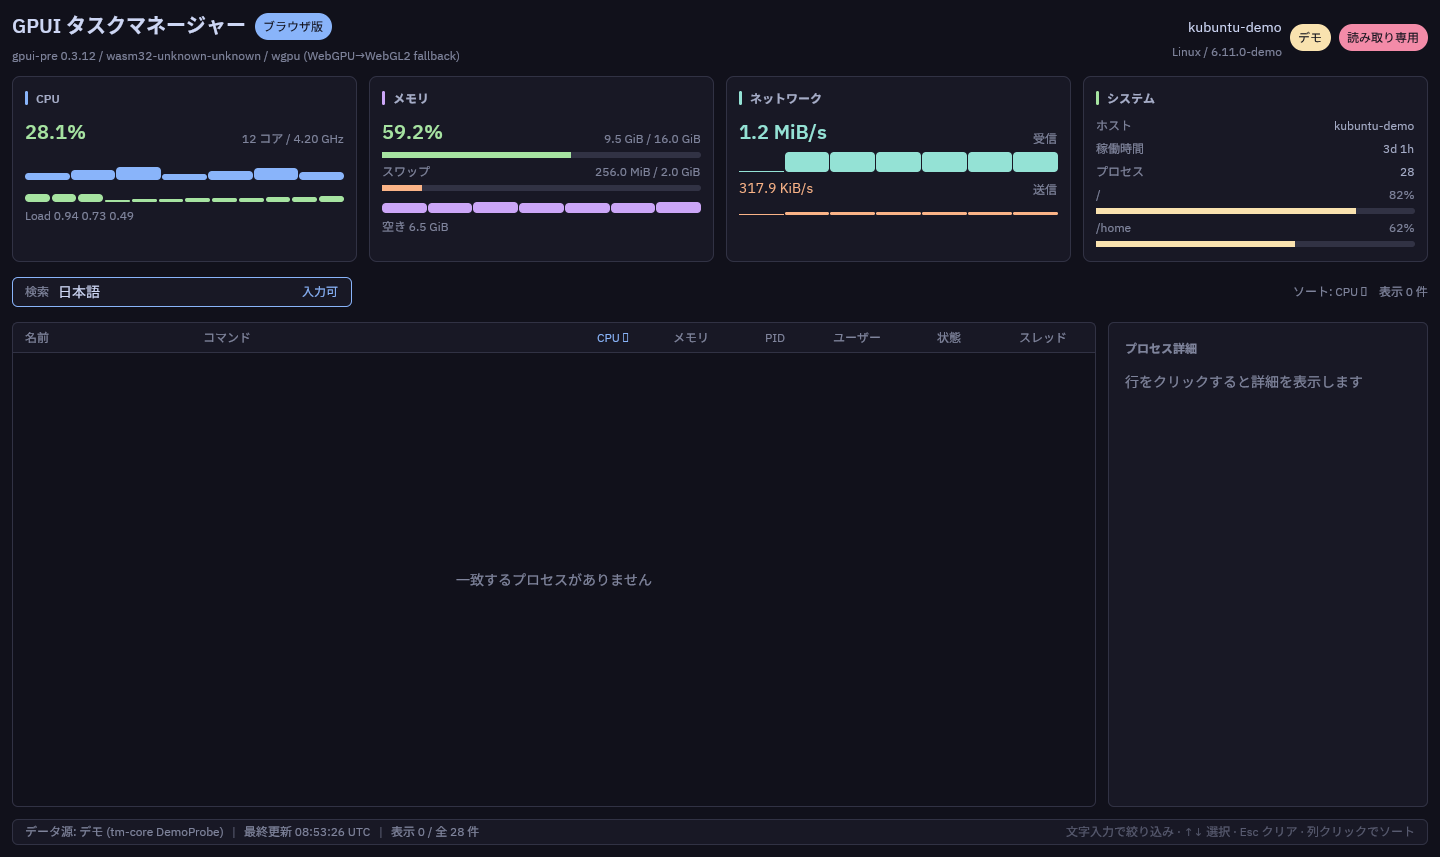 GPUI タスクマネージャー ブラウザ版
gpui-pre 0.3.12 / wasm32-unknown-unknown / wgpu (WebGPU→WebGL2 fallback)
kubuntu-demo
Linux / 6.11.0-demo
デモ 読み取り専用
CPU
28.1% 12 コア / 4.20 GHz
Load 0.94 0.73 0.49
メモリ
59.2% 9.5 GiB / 16.0 GiB
スワップ 256.0 MiB / 2.0 GiB
空き 6.5 GiB
ネットワーク
1.2 MiB/s 受信
317.9 KiB/s 送信
システム
ホスト kubuntu-demo
稼働時間 3d 1h
プロセス 28
/ 82%
/home 62%
検索 日本語 入力可
ソート: CPU 表示 0 件
名前 コマンド CPU メモリ PID ユーザー 状態 スレッド
一致するプロセスがありません
プロセス詳細
行をクリックすると詳細を表示します
データ源: デモ (tm-core DemoProbe) | 最終更新 08:53:26 UTC | 表示 0 / 全 28 件
文字入力で絞り込み · ↑↓ 選択 · Esc クリア · 列クリックでソート